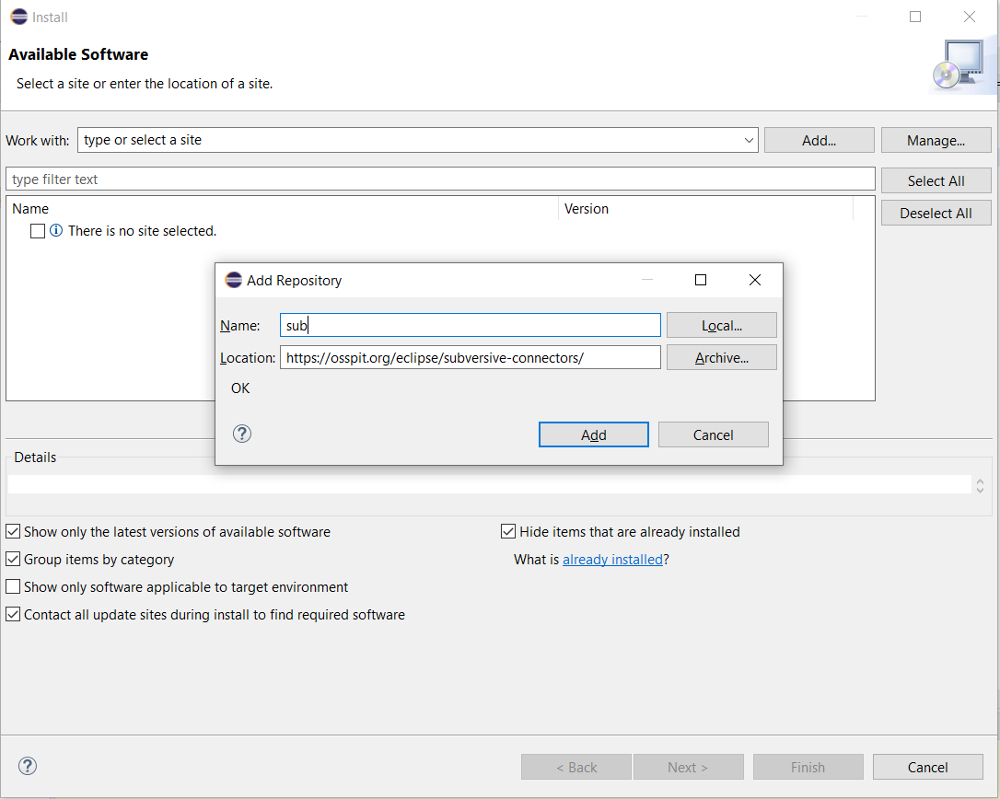 Install
Available Software
Select a site or enter the location of a site.
Work with: type or select a site Add... Manage...
type filter text Select All
Name Version Deselect All
There is no site selected.
Add Repository
Name: sub Local...
Location: https://osspit.org/eclipse/subversive-connectors/ Archive...
OK
Add Cancel
Details
Show only the latest versions of available software Hide items that are already installed
Group items by category What is already installed?
Show only software applicable to target environment
Contact all update sites during install to find required software
< Back Next > Finish Cancel